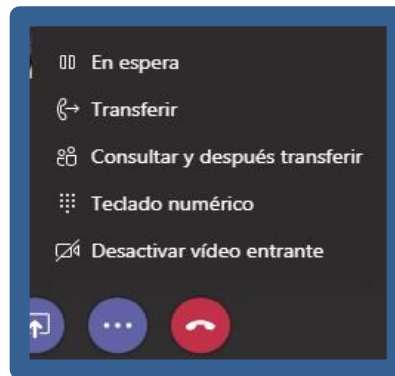 En espera
Transferir
Consultar y después transferir
Teclado numérico
Desactivar vídeo entrante